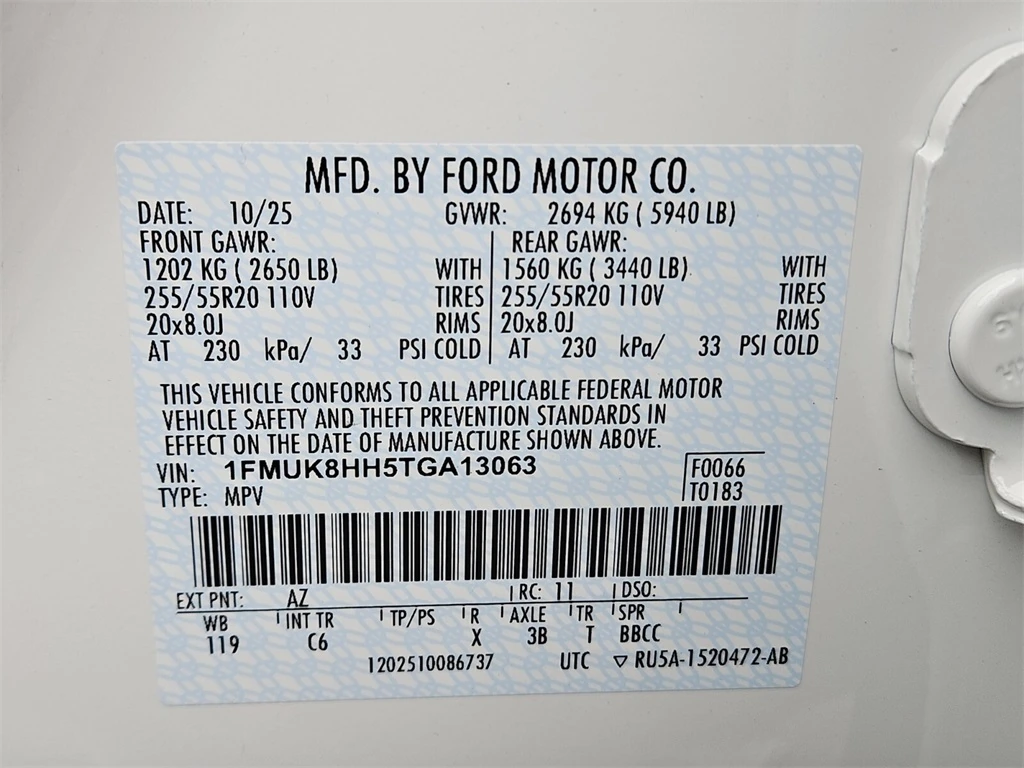 MFD. BY FORD MOTOR CO.
DATE: 10/25 GVWR: 2694 KG ( 5940 LB)
FRONT GAWR: REAR GAWR:
1202 KG ( 2650 LB) WITH 1560 KG ( 3440 LB) WITH
255/55R20 110V TIRES 255/55R20 110V TIRES
20x8.0J RIMS 20x8.0J RIMS
AT 230 kPa/ 33 PSI COLD AT 230 kPa/ 33 PSI COLD
THIS VEHICLE CONFORMS TO ALL APPLICABLE FEDERAL MOTOR
VEHICLE SAFETY AND THEFT PREVENTION STANDARDS IN
EFFECT ON THE DATE OF MANUFACTURE SHOWN ABOVE.
VIN: 1FMUK8HH5TGA13063 F0066
TYPE: MPV T0183
EXT PNT: AZ RC: 11 DSO:
WB INT TR TP/PS R AXLE TR SPR
119 C6 X 3B T BBCC
1202510086737 UTC ▽ RU5A-1520472-AB